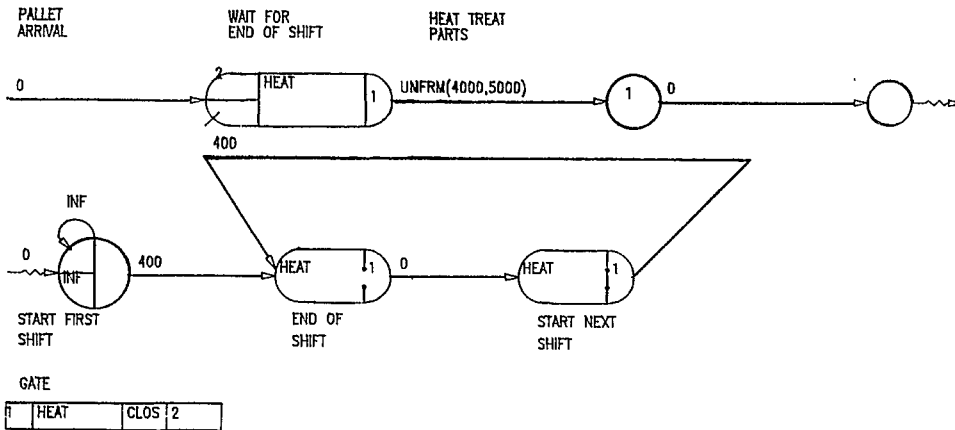 PALLET
ARRIVAL
WAIT FOR
END OF SHIFT
HEAT TREAT
PARTS
0
2
HEAT
1
UNFRM(4000,5000)
1
0
400
INF
0
INF
400
HEAT
1
0
HEAT
1
START FIRST
SHIFT
END OF
SHIFT
START NEXT
SHIFT
GATE
1 HEAT CLOS 2